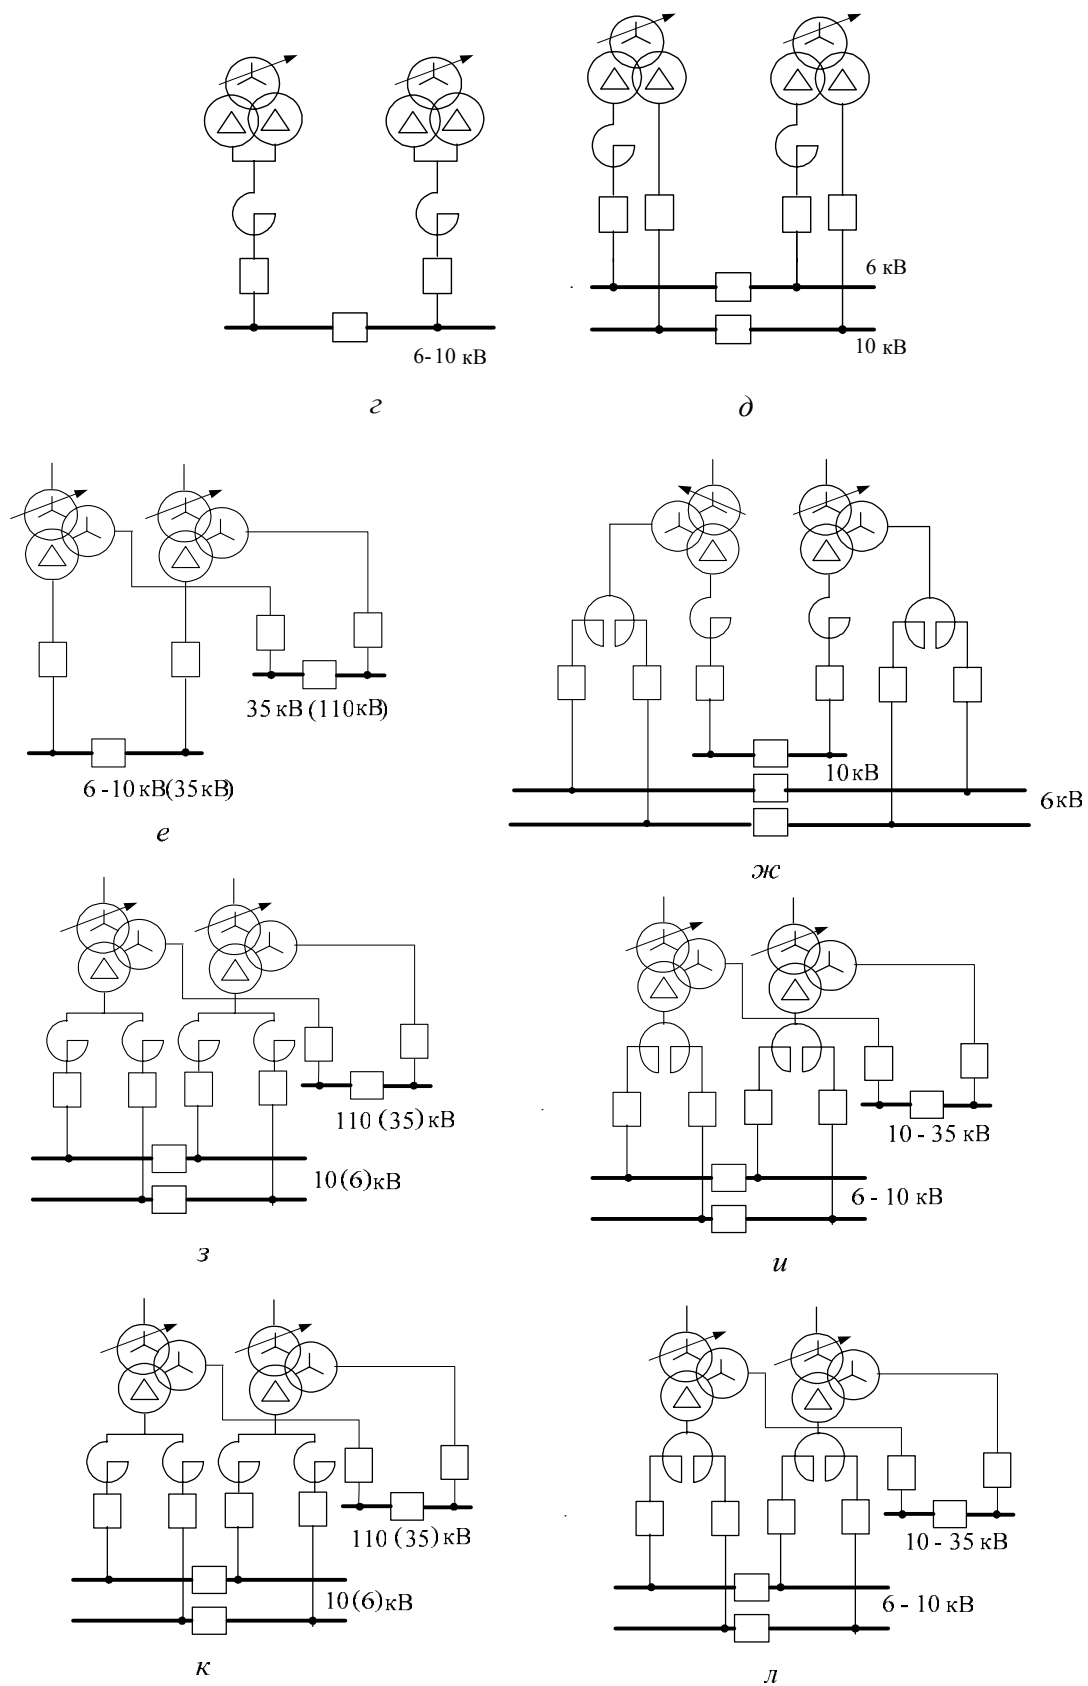 6 кВ
6-10 кВ
10 кВ
г
д
35 кВ (110кВ)
6 -10 кВ(35кВ)
е
10кВ
6кВ
ж
110 (35) кВ
10(6)кВ
з
10 - 35 кВ
6 - 10 кВ
и
110 (35) кВ
10(6)кВ
к
10 - 35 кВ
6 - 10 кВ
л